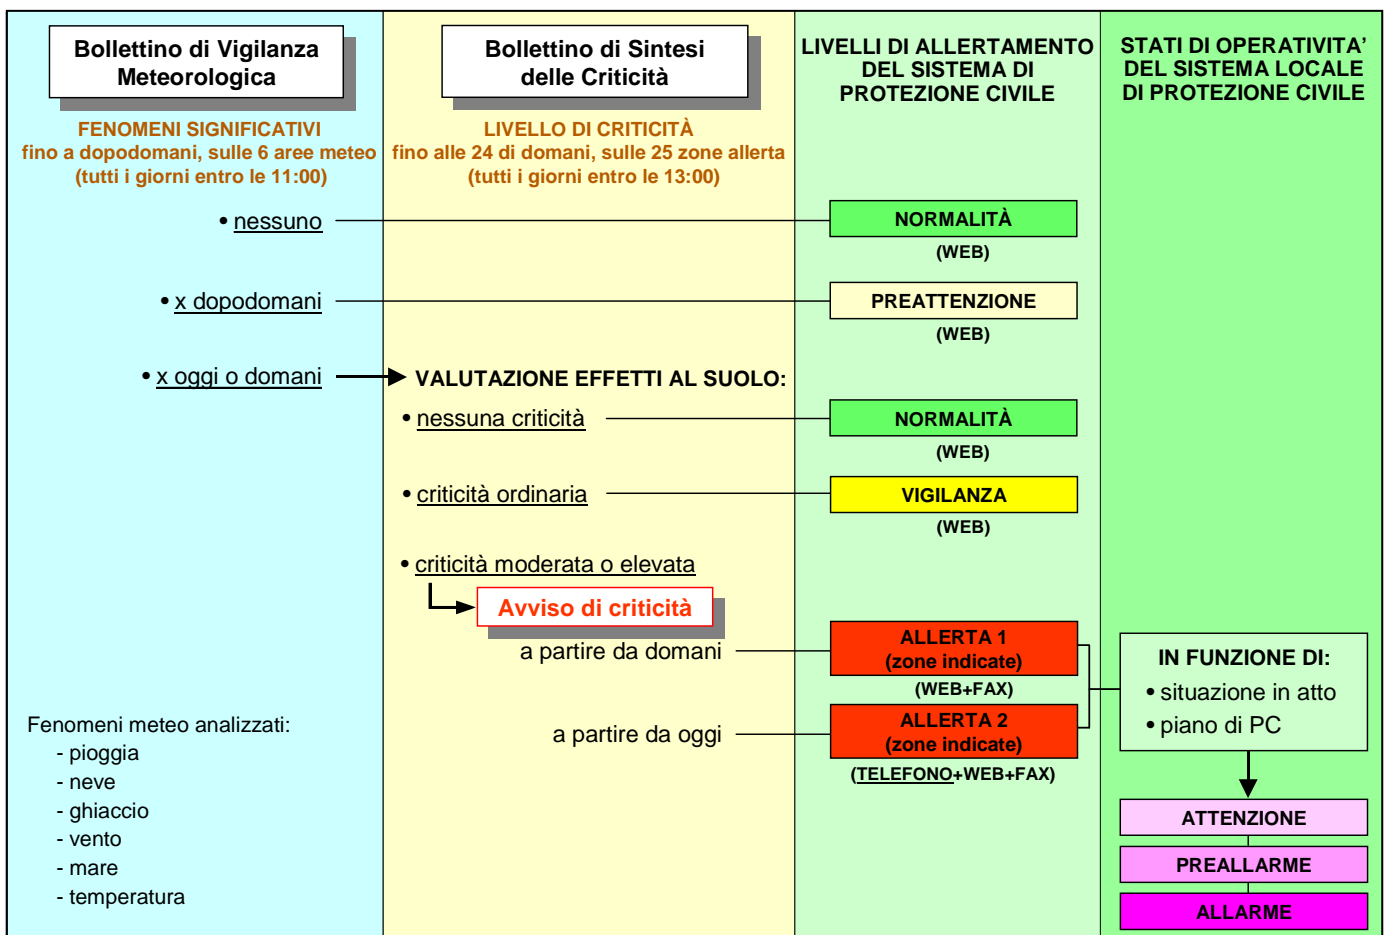 Bollettino di Vigilanza
Meteorologica
FENOMENI SIGNIFICATIVI
fino a dopodomani, sulle 6 aree meteo
(tutti i giorni entro le 11:00)
• nessuno
• x dopodomani
• x oggi o domani
Fenomeni meteo analizzati:
- pioggia
- neve
- ghiaccio
- vento
- mare
- temperatura
Bollettino di Sintesi
delle Criticità
LIVELLO DI CRITICITÀ
fino alle 24 di domani, sulle 25 zone allerta
(tutti i giorni entro le 13:00)
VALUTAZIONE EFFETTI AL SUOLO:
• nessuna criticità
• criticità ordinaria
• criticità moderata o elevata
Avviso di criticità
a partire da domani
a partire da oggi
LIVELLI DI ALLERTAMENTO
DEL SISTEMA DI
PROTEZIONE CIVILE
NORMALITÀ
(WEB)
PREATTENZIONE
(WEB)
NORMALITÀ
(WEB)
VIGILANZA
(WEB)
ALLERTA 1
(zone indicate)
(WEB+FAX)
ALLERTA 2
(zone indicate)
(TELEFONO+WEB+FAX)
STATI DI OPERATIVITA'
DEL SISTEMA LOCALE
DI PROTEZIONE CIVILE
IN FUNZIONE DI:
• situazione in atto
• piano di PC
ATTENZIONE
PREALLARME
ALLARME